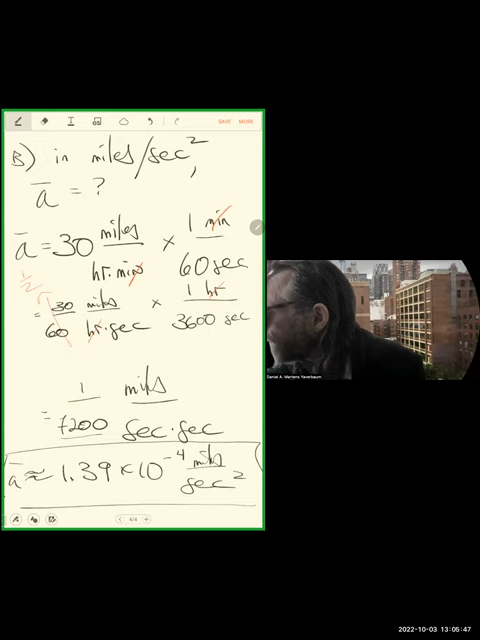 SAVE MORE
B) in miles/sec²,
a̅ = ?
a̅ = 30 miles/hr·min × 1 min/60 sec
1/2
= 30/60 miles/hr·sec × 1 hr/3600 sec
= 1/7200 miles/sec·sec
a̅ ≈ 1.39 × 10⁻⁴ miles/sec²
4/4
Daniel A. Martens Yaverbaum
2022-10-03 13:05:47